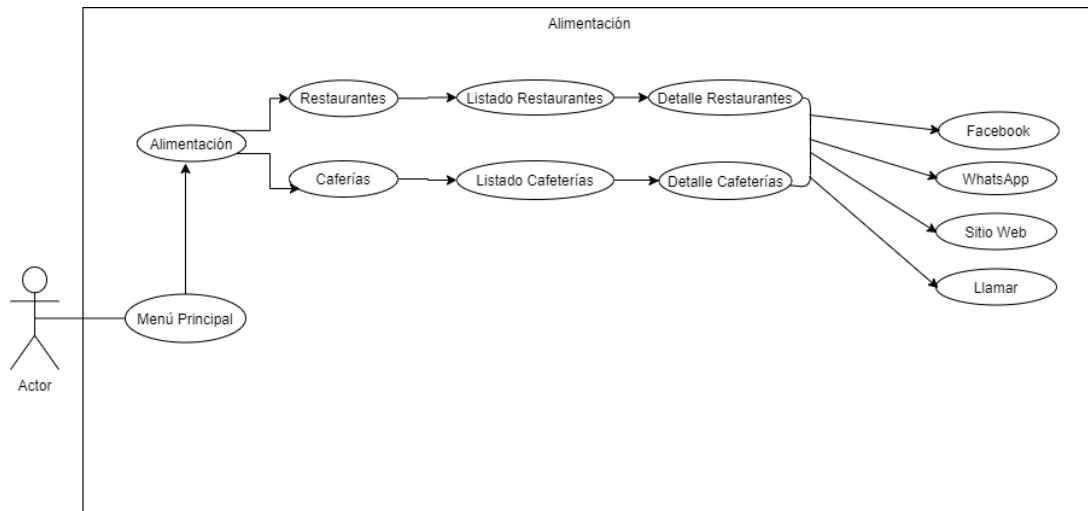 Alimentación
Restaurantes
Listado Restaurantes
Detalle Restaurantes
Facebook
Alimentación
WhatsApp
Caferías
Listado Cafeterías
Detalle Cafeterías
Sitio Web
Llamar
Menú Principal
Actor